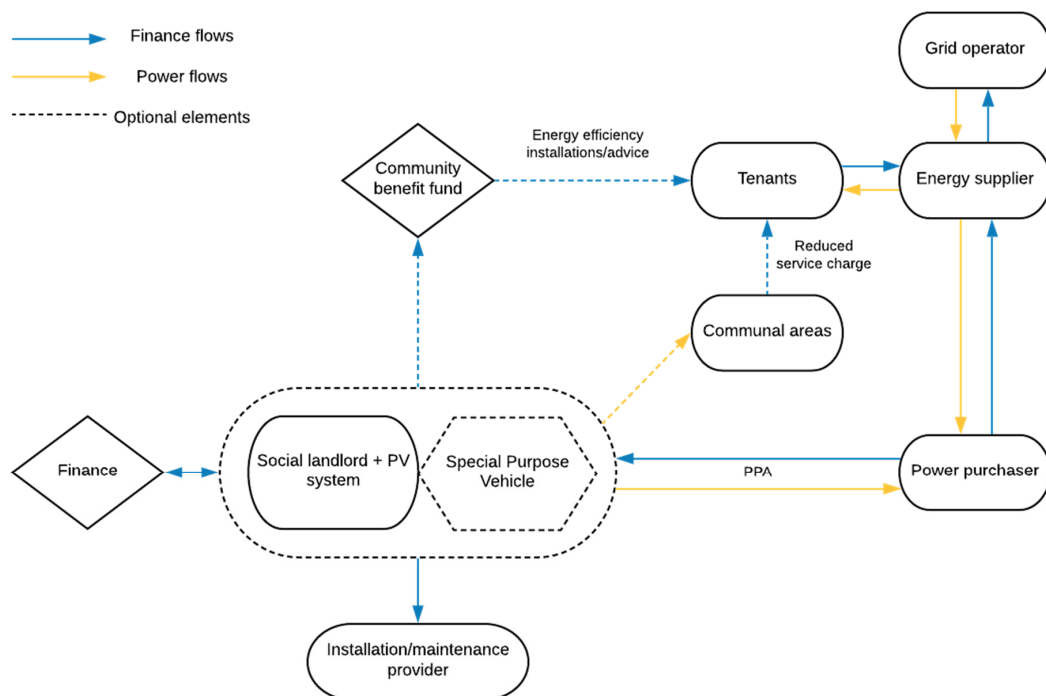 Finance flows
Power flows
Optional elements
Grid operator
Energy efficiency
installations/advice
Community
benefit fund
Tenants
Energy supplier
Reduced
service charge
Communal areas
Finance
Social landlord + PV
system
Special Purpose
Vehicle
PPA
Power purchaser
Installation/maintenance
provider